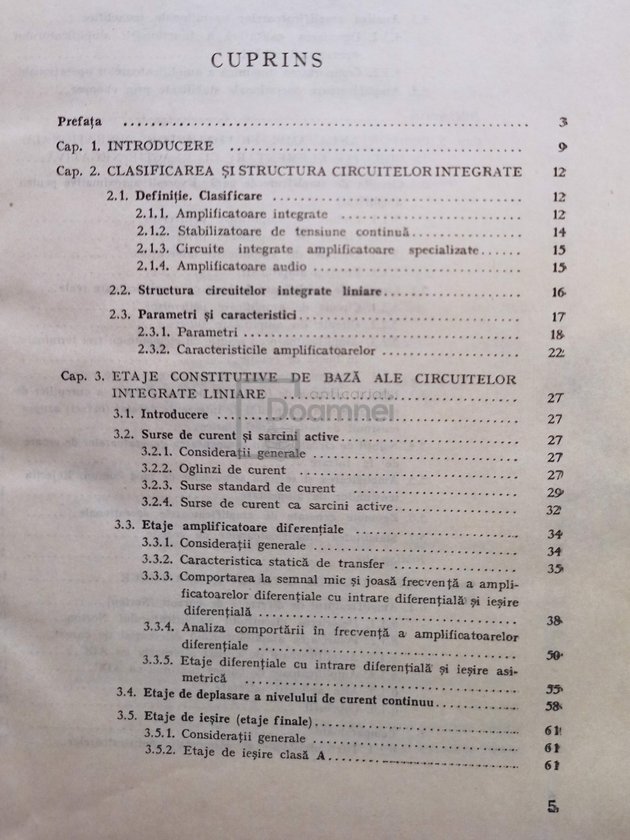 CUPRINS
Prefața ........ 3
Cap. 1. INTRODUCERE ........ 9
Cap. 2. CLASIFICAREA ȘI STRUCTURA CIRCUITELOR INTEGRATE 12
2.1. Definiție. Clasificare ........ 12
2.1.1. Amplificatoare integrate ........ 12
2.1.2. Stabilizatoare de tensiune continuă ........ 14
2.1.3. Circuite integrate amplificatoare specializate ........ 15
2.1.4. Amplificatoare audio ........ 15
2.2. Structura circuitelor integrate liniare ........ 16
2.3. Parametri și caracteristici ........ 17
2.3.1. Parametri ........ 18
2.3.2. Caracteristicile amplificatoarelor ........ 22
Cap. 3. ETAJE CONSTITUTIVE DE BAZĂ ALE CIRCUITELOR
INTEGRATE LINIARE ........ 27
anticariat
Doamnei
3.1. Introducere ........ 27
3.2. Surse de curent și sarcini active ........ 27
3.2.1. Considerații generale ........ 27
3.2.2. Oglinzi de curent ........ 27
3.2.3. Surse standard de curent ........ 29
3.2.4. Surse de curent ca sarcini active ........ 32
3.3. Etaje amplificatoare diferențiale ........ 34
3.3.1. Considerații generale ........ 34
3.3.2. Caracteristica statică de transfer ........ 35
3.3.3. Comportarea la semnal mic și joasă frecvență a ampli-
ficatoarelor diferențiale cu intrare diferențială și ieșire
diferențială ........ 38
3.3.4. Analiza comportării în frecvență a amplificatoarelor
diferențiale ........ 50
3.3.5. Etaje diferențiale cu intrare diferențială și ieșire asi-
metrică ........ 55
3.4. Etaje de deplasare a nivelului de curent continuu ........ 58
3.5. Etaje de ieșire (etaje finale) ........ 61
3.5.1. Considerații generale ........ 61
3.5.2. Etaje de ieșire clasă A ........ 61
5